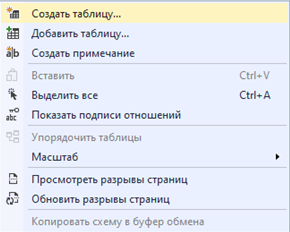 Создать таблицу...
Добавить таблицу...
Создать примечание
Вставить Ctrl+V
Выделить все Ctrl+A
Показать подписи отношений
Упорядочить таблицы
Масштаб
Просмотреть разрывы страниц
Обновить разрывы страниц
Копировать схему в буфер обмена